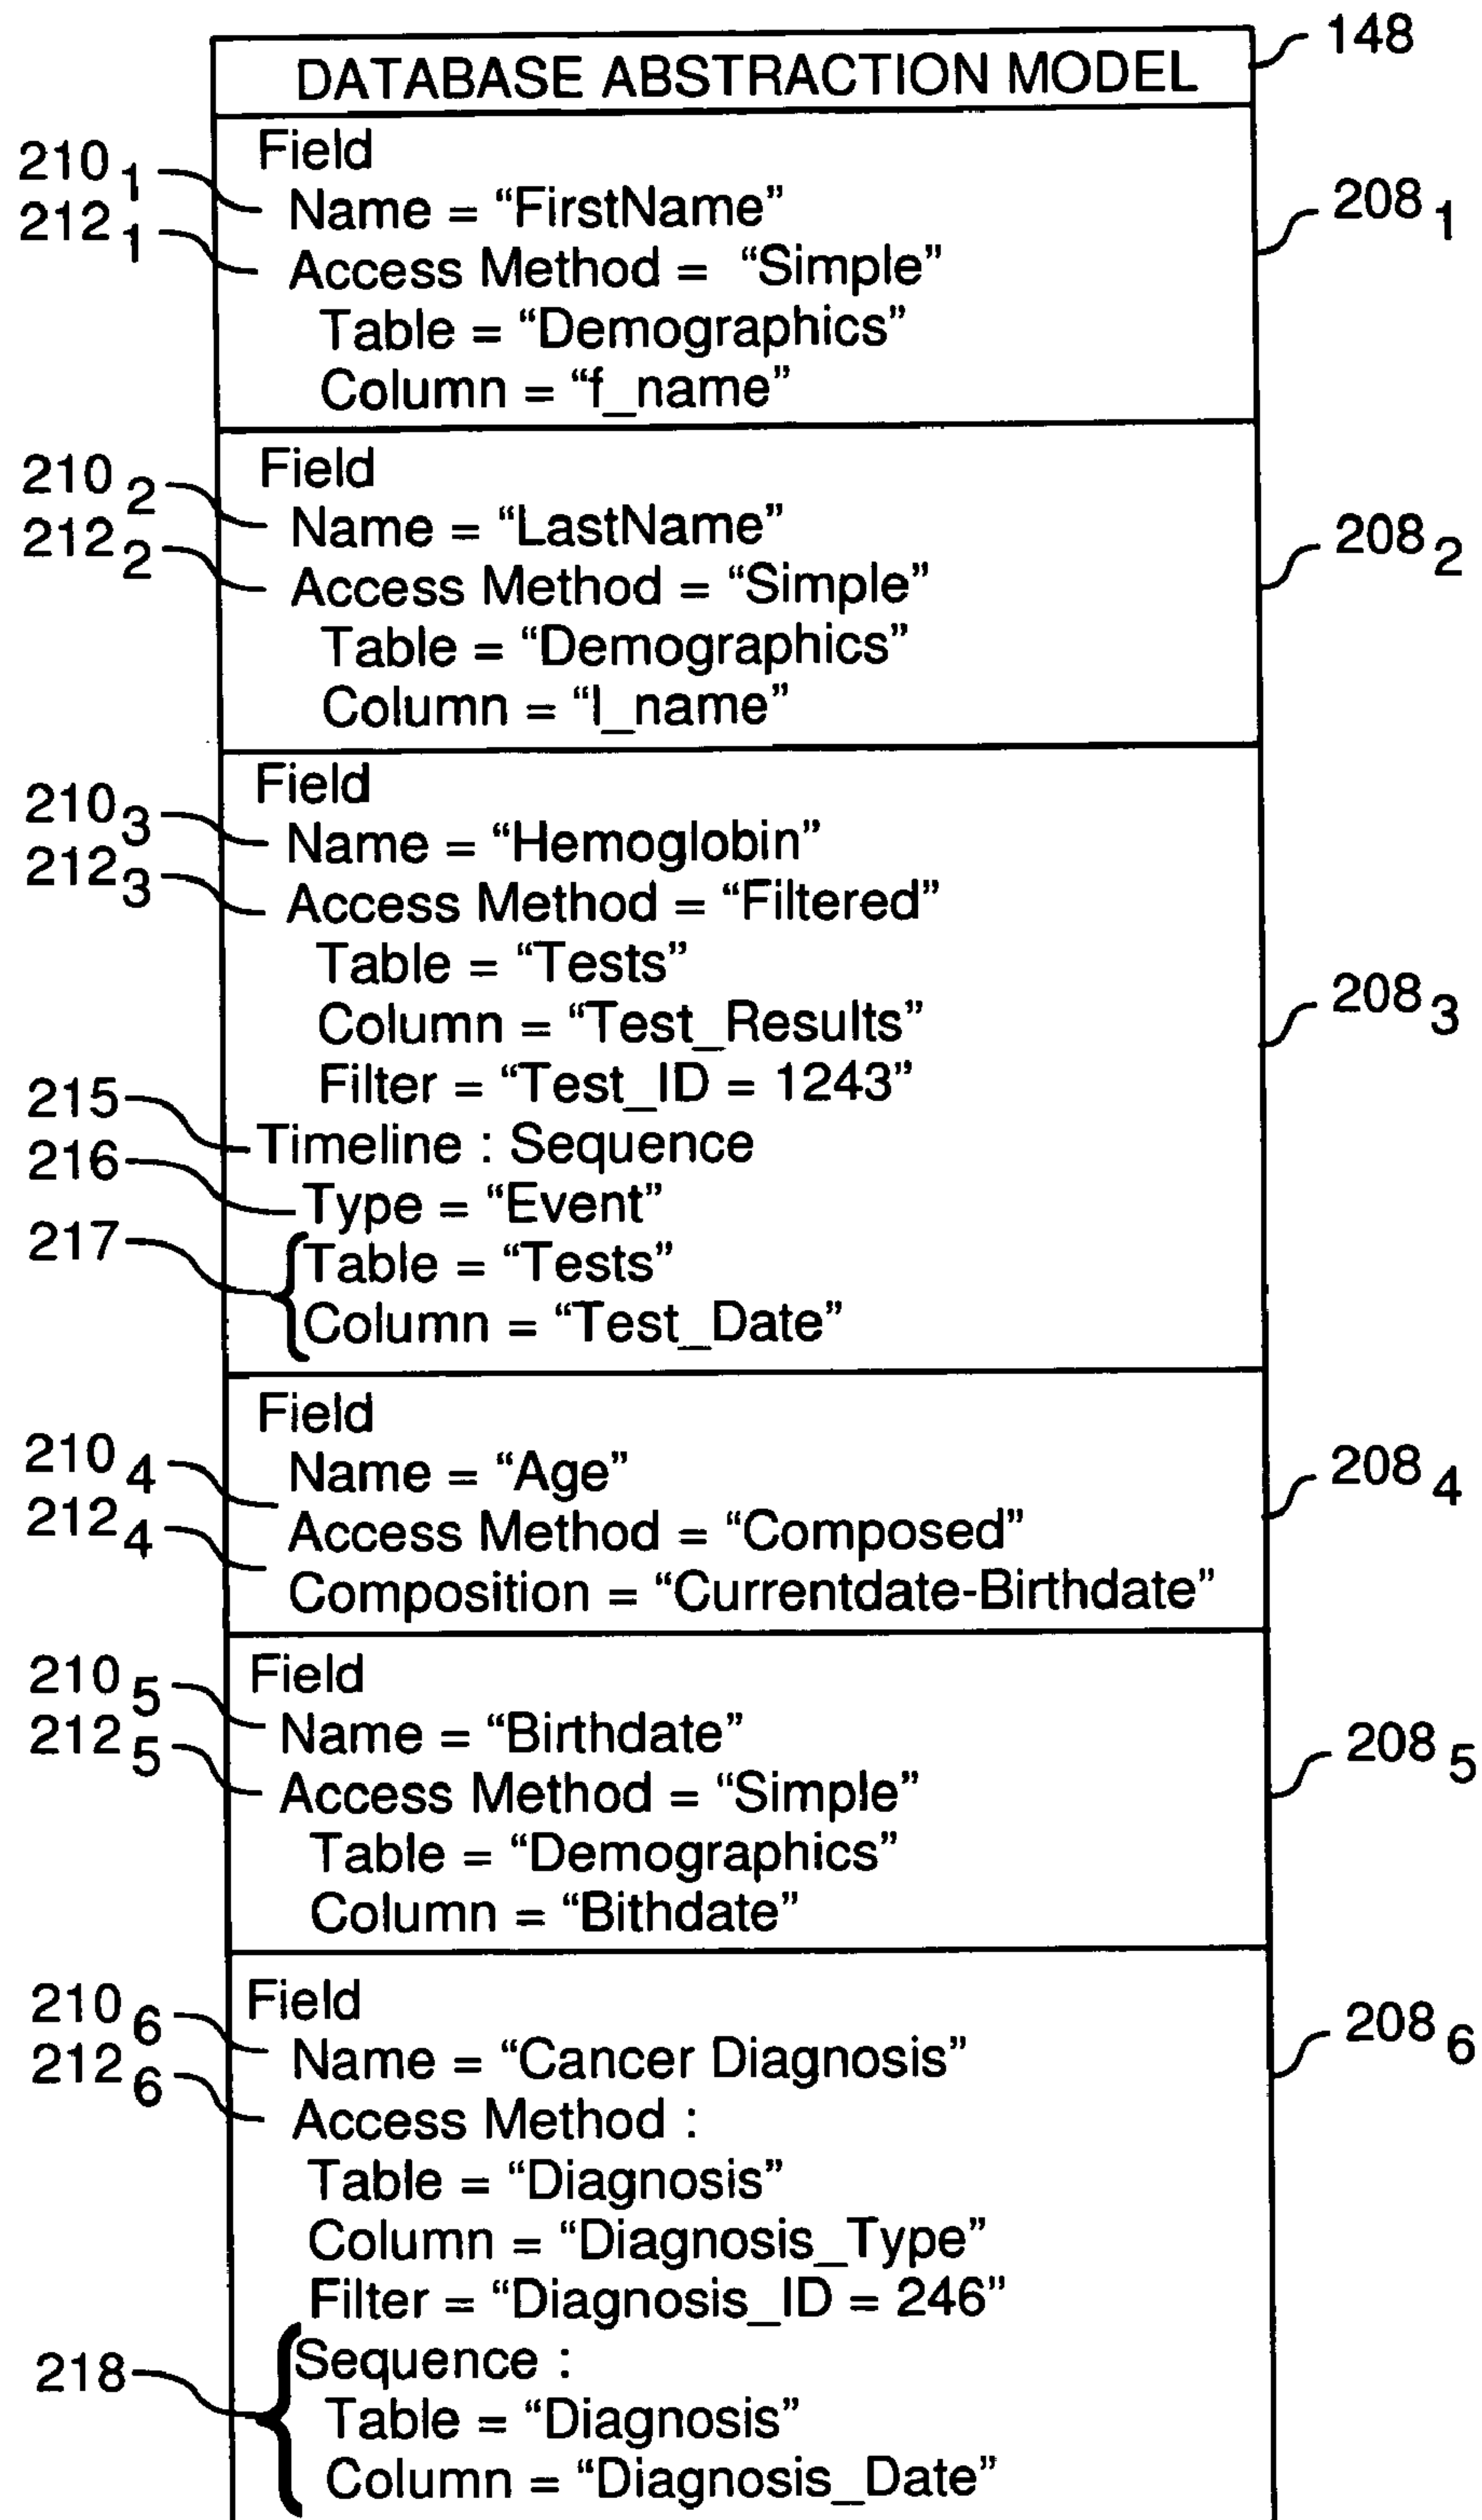 148
DATABASE ABSTRACTION MODEL
Field
210 1
Name = “FirstName”
208 1
212 1
Access Method = “Simple”
Table = “Demographics”
Column = “f_name”
Field
210 2
Name = “LastName”
212 2
208 2
Access Method = “Simple”
Table = “Demographics”
Column = “l_name”
Field
210 3
Name = “Hemoglobin”
212 3
Access Method = “Filtered”
Table = “Tests”
208 3
Column = “Test_Results”
Filter = “Test_ID = 1243”
215
Timeline : Sequence
216
Type = “Event”
217
Table = “Tests”
Column = “Test_Date”
Field
210 4
Name = “Age”
208 4
212 4
Access Method = “Composed”
Composition = “Currentdate-Birthdate”
Field
210 5
Name = “Birthdate”
212 5
208 5
Access Method = “Simple”
Table = “Demographics”
Column = “Bithdate”
Field
210 6
208 6
Name = “Cancer Diagnosis”
212 6
Access Method :
Table = “Diagnosis”
Column = “Diagnosis_Type”
Filter = “Diagnosis_ID = 246”
218
Sequence :
Table = “Diagnosis”
Column = “Diagnosis_Date”